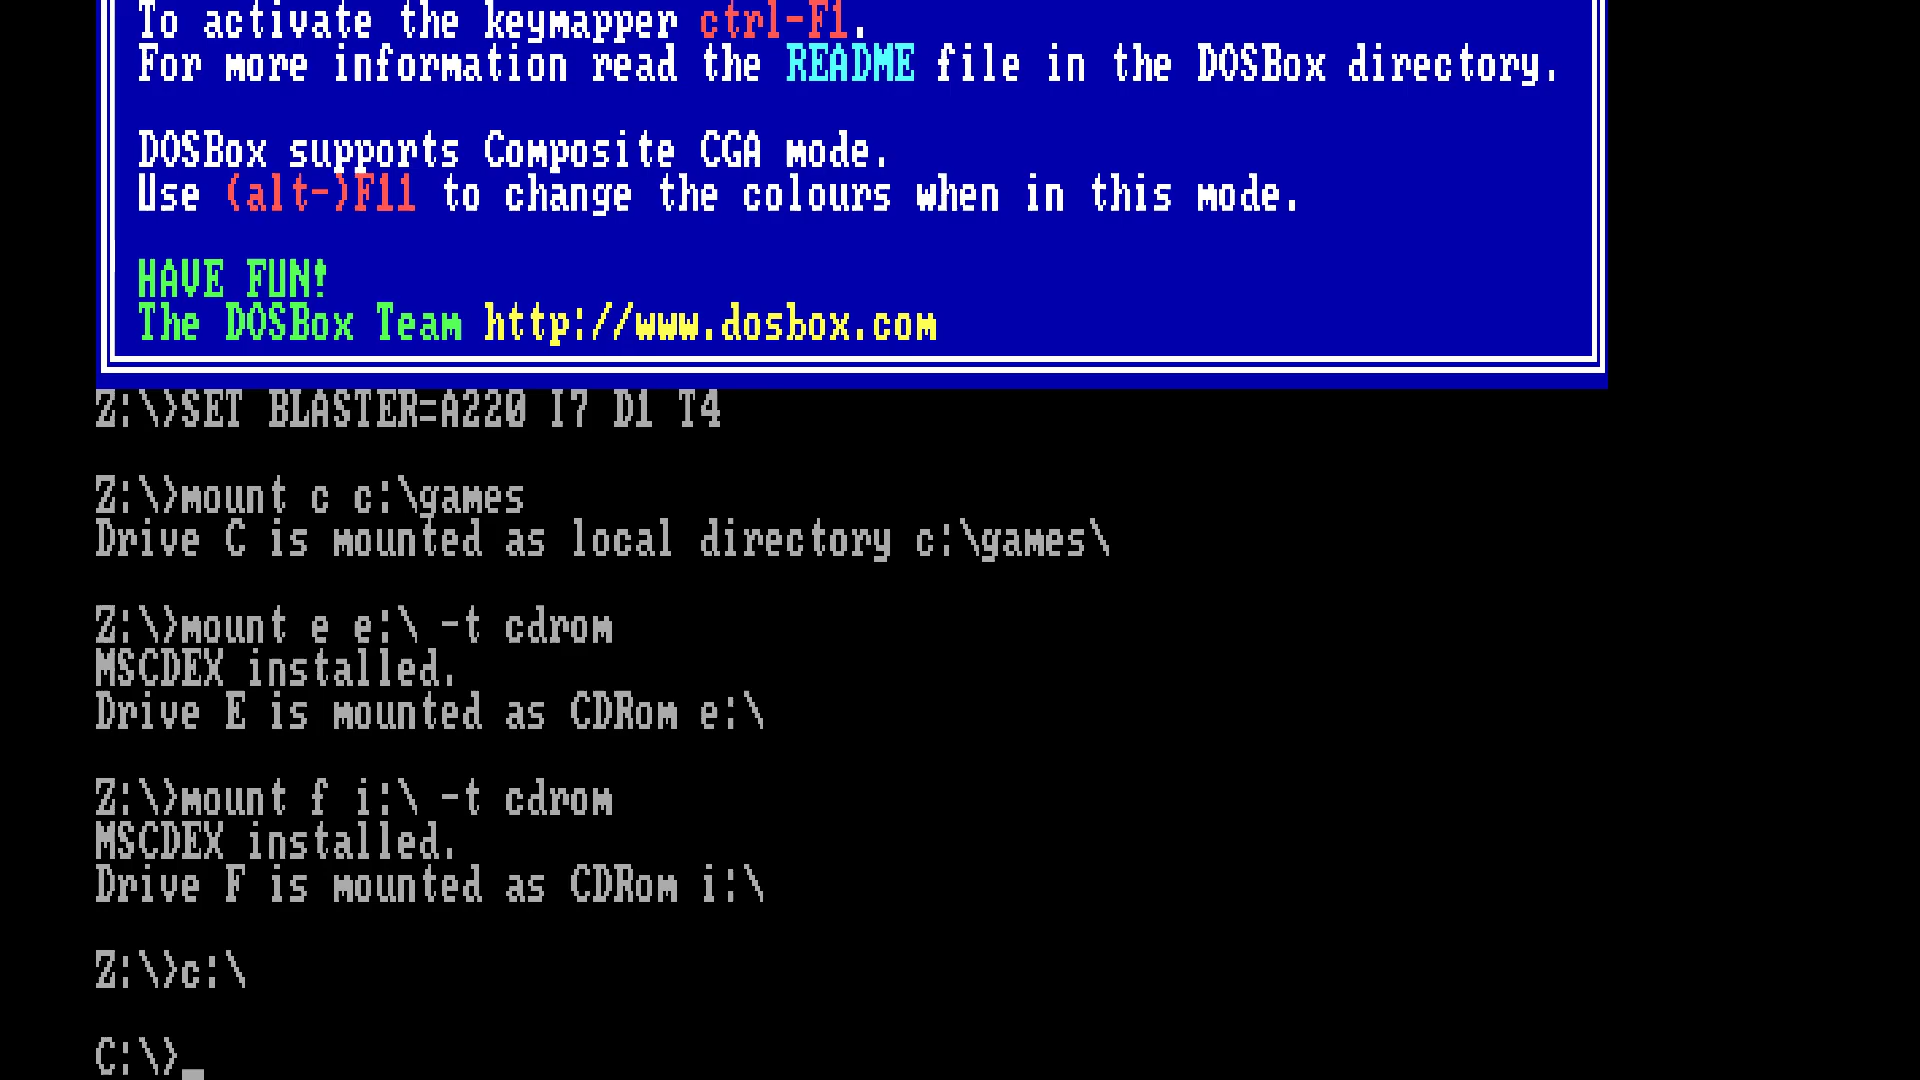 To activate the keymapper ctrl-F1.
For more information read the README file in the DOSBox directory.
DOSBox supports Composite CGA mode.
Use (alt-)F11 to change the colours when in this mode.
HAVE FUN!
The DOSBox Team http://www.dosbox.com
Z:\>SET BLASTER=A220 I7 D1 T4
Z:\>mount c c:\games
Drive C is mounted as local directory c:\games\
Z:\>mount e e:\ -t cdrom
MSCDEX installed.
Drive E is mounted as CDRom e:\
Z:\>mount f i:\ -t cdrom
MSCDEX installed.
Drive F is mounted as CDRom i:\
Z:\>c:\
C:\>_